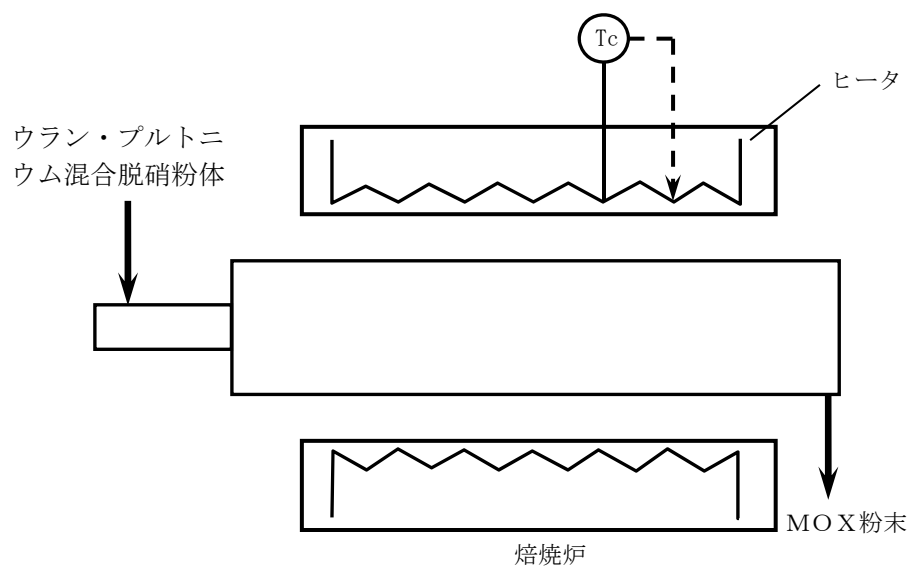 Tc
ヒータ
ウラン・プルトニ
ウム混合脱硝粉体
ＭＯＸ粉末
焙焼炉